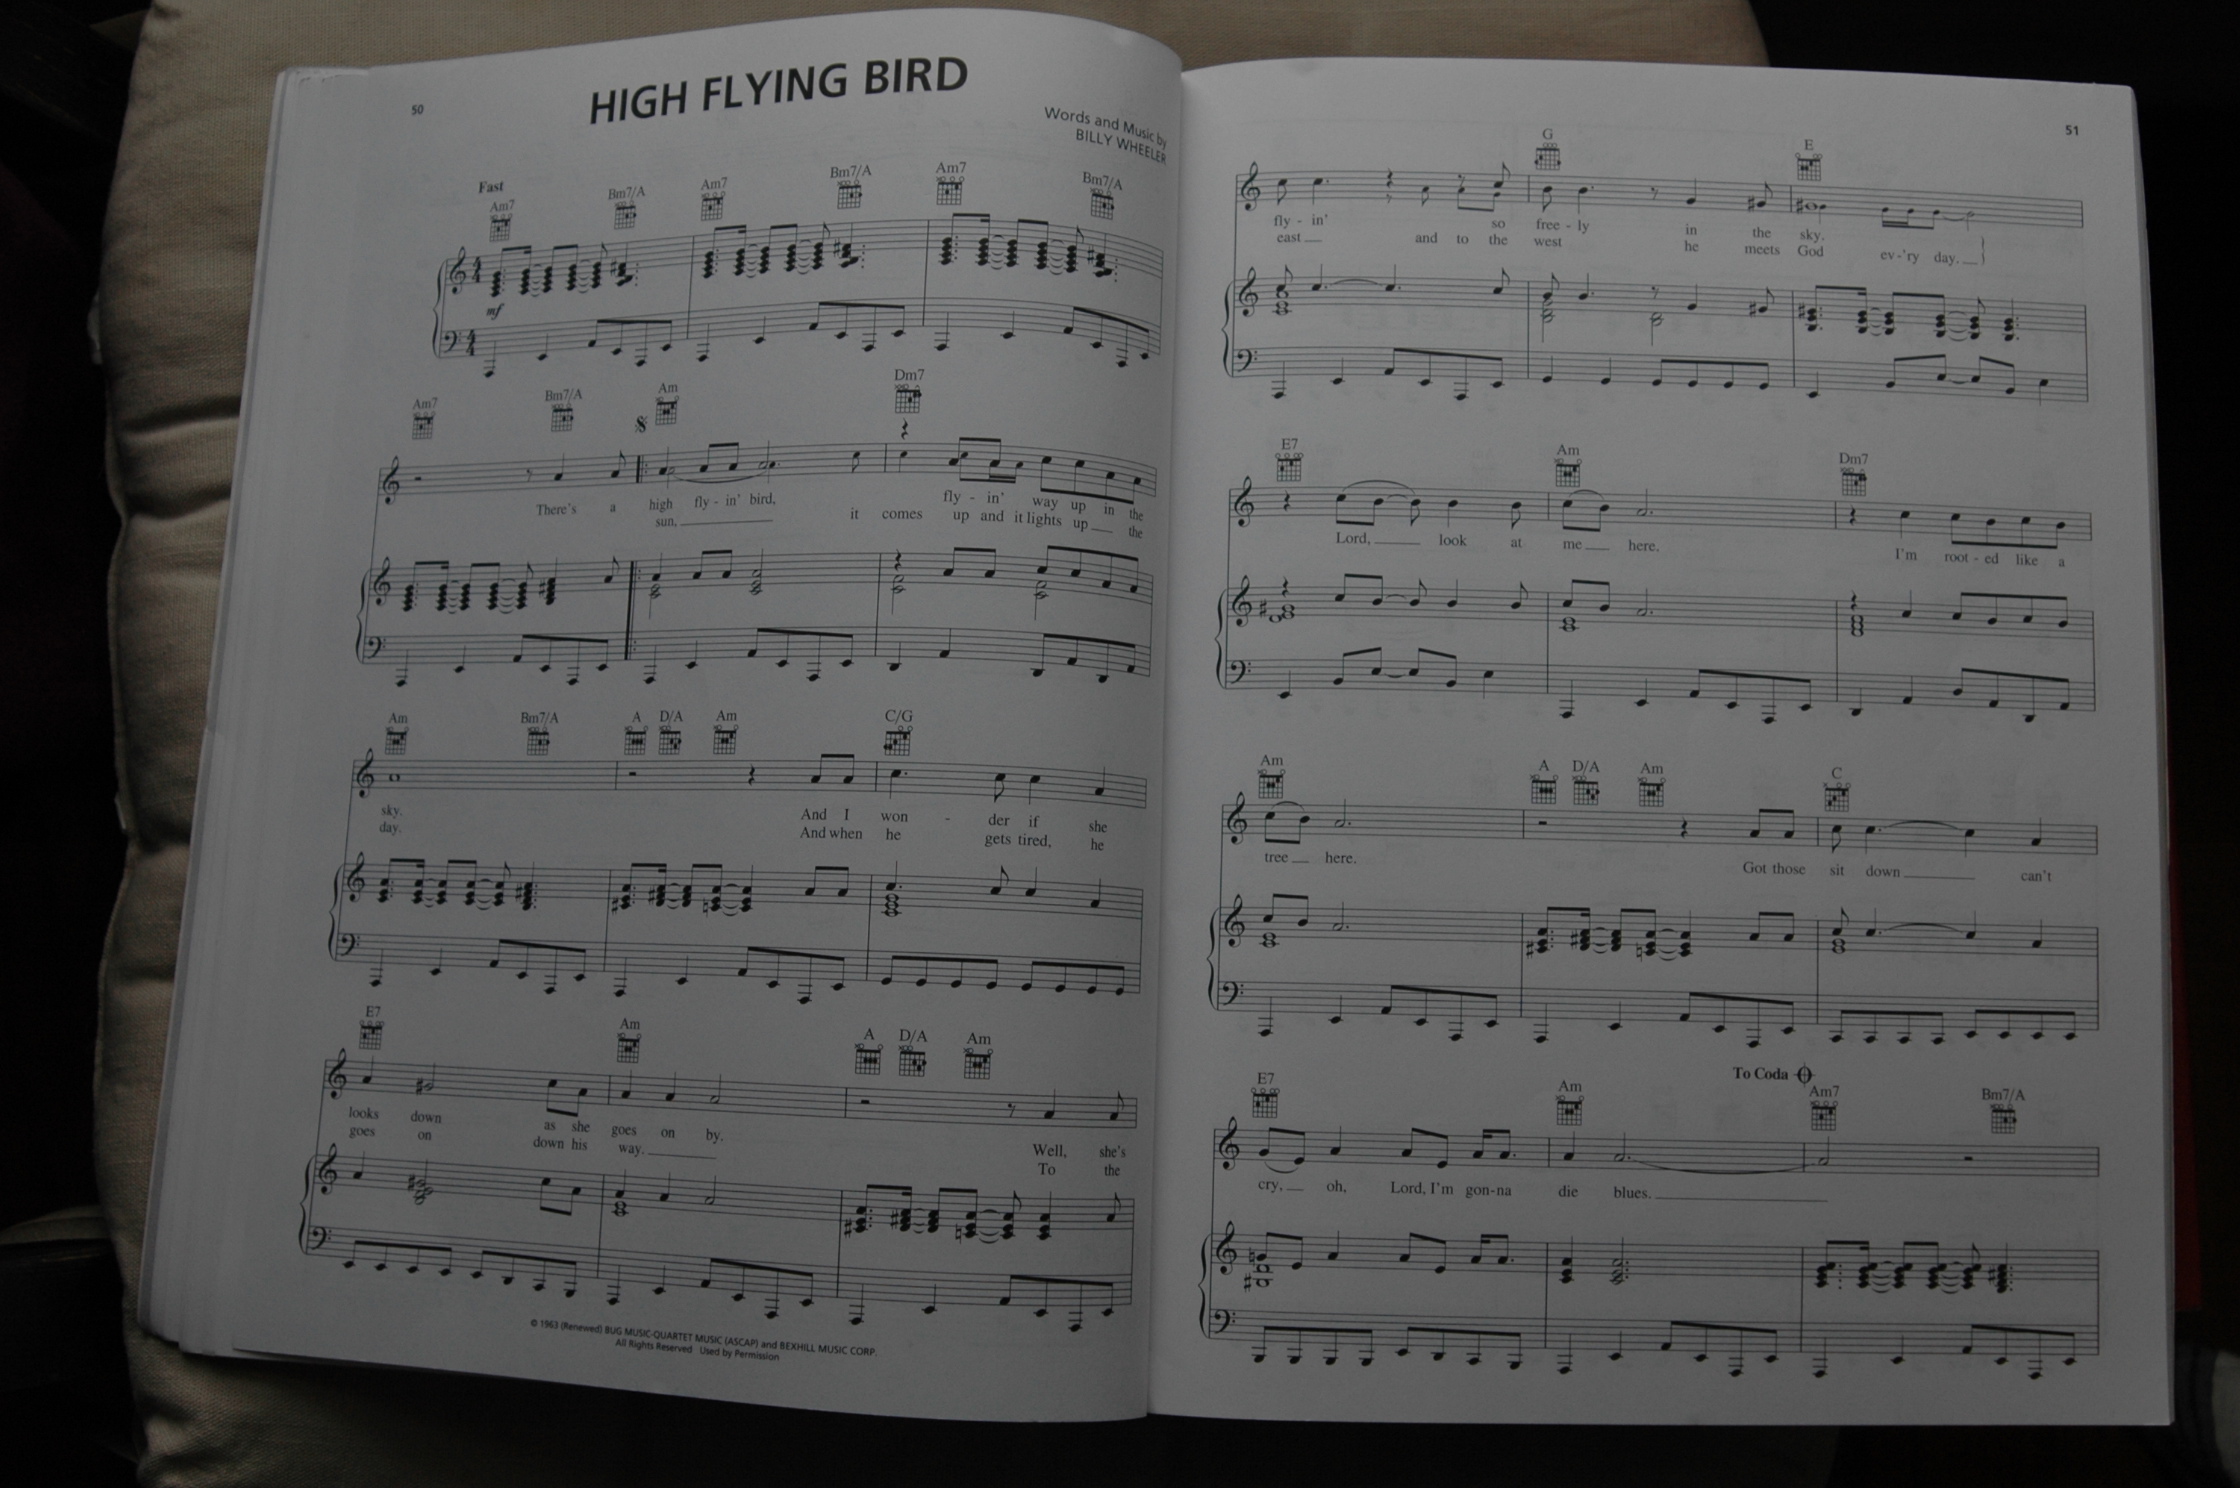 50
HIGH FLYING BIRD
Words and Music by
BILLY WHEELER
Fast
Am7 Bm7/A Am7 Bm7/A Am7 Bm7/A
mf
Am7 Bm7/A Am Dm7
There's a high fly - in' bird, fly - in' way up in the
sun, it comes up and it lights up the
Am Bm7/A A D/A Am C/G
sky. And I won - der if she
day. And when he gets tired, he
E7 Am A D/A Am
looks down as she goes on by. Well, she's
goes on down his way. To the
© 1963 (Renewed) BUG MUSIC-QUARTET MUSIC (ASCAP) and BEXHILL MUSIC CORP.
All Rights Reserved Used by Permission
51
G E
fly - in' so free - ly in the sky.
east and to the west he meets God ev - 'ry day.
E7 Am Dm7
Lord, look at me here. I'm root - ed like a
Am A D/A Am C
tree here. Got those sit down can't
To Coda
E7 Am Am7 Bm7/A
cry, oh, Lord, I'm gon-na die blues.